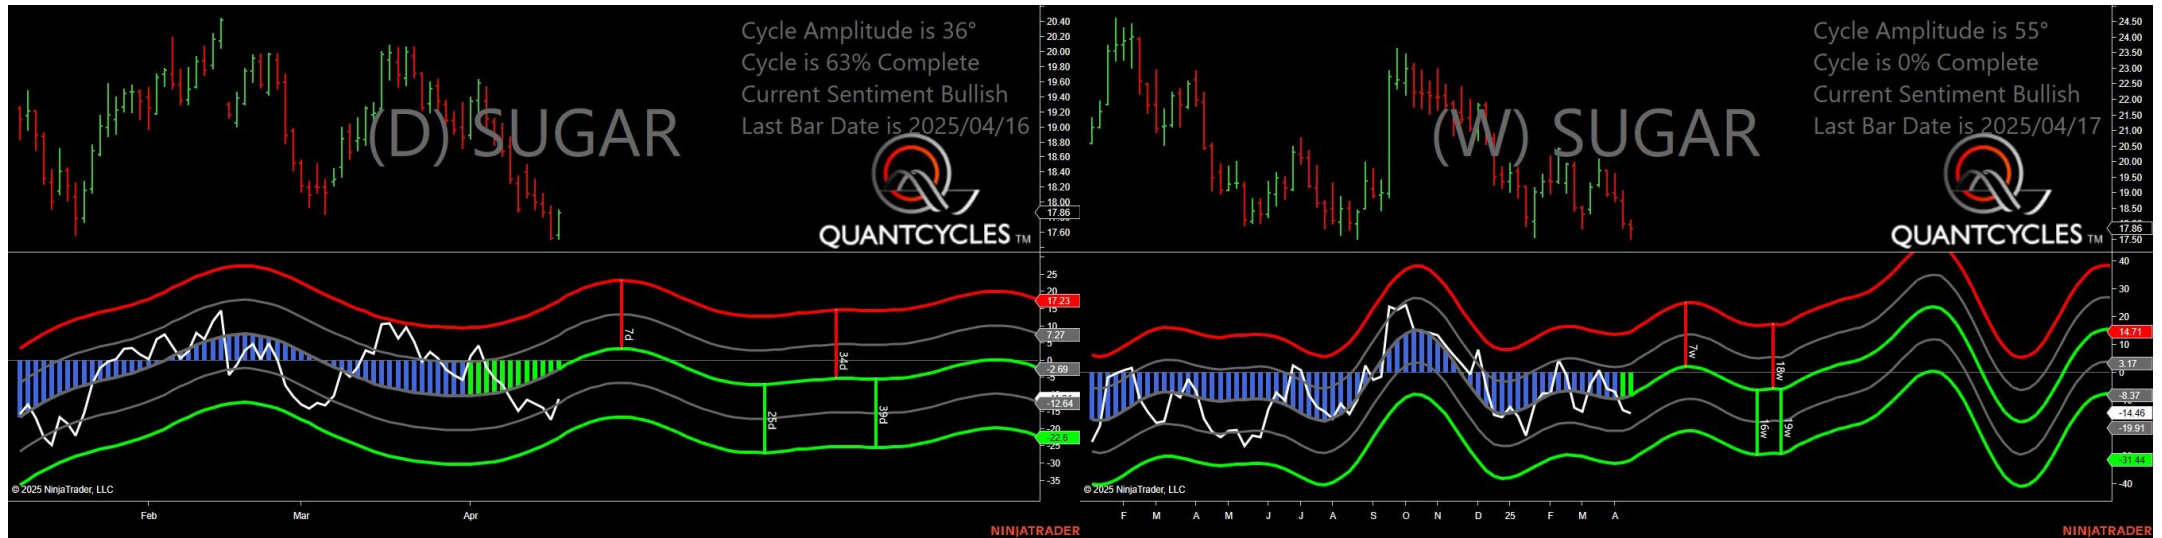 Cycle Amplitude is 36°
Cycle is 63% Complete
Current Sentiment Bullish
Last Bar Date is 2025/04/16
(D) SUGAR
QUANTCYCLES TM
20.40
20.20
20.00
19.80
19.60
19.40
19.20
19.00
18.80
18.60
18.40
18.20
18.00
17.86
17.60
25
20
17.23
15
10
7.27
5
0
-2.69
-12.64
-15
-20
-22.6
-25
-30
-35
7d
34d
25d
39d
© 2025 NinjaTrader, LLC
Feb
Mar
Apr
NINJATRADER
Cycle Amplitude is 55°
Cycle is 0% Complete
Current Sentiment Bullish
Last Bar Date is 2025/04/17
(W) SUGAR
QUANTCYCLES TM
24.50
24.00
23.50
23.00
22.50
22.00
21.50
21.00
20.50
20.00
19.50
19.00
18.50
17.86
17.50
40
30
20
14.71
10
3.17
0
-8.37
-14.46
-19.91
-31.44
-40
7w
18w
16w
19w
© 2025 NinjaTrader, LLC
F M A M J J A S O N D 25 F M A
NINJATRADER